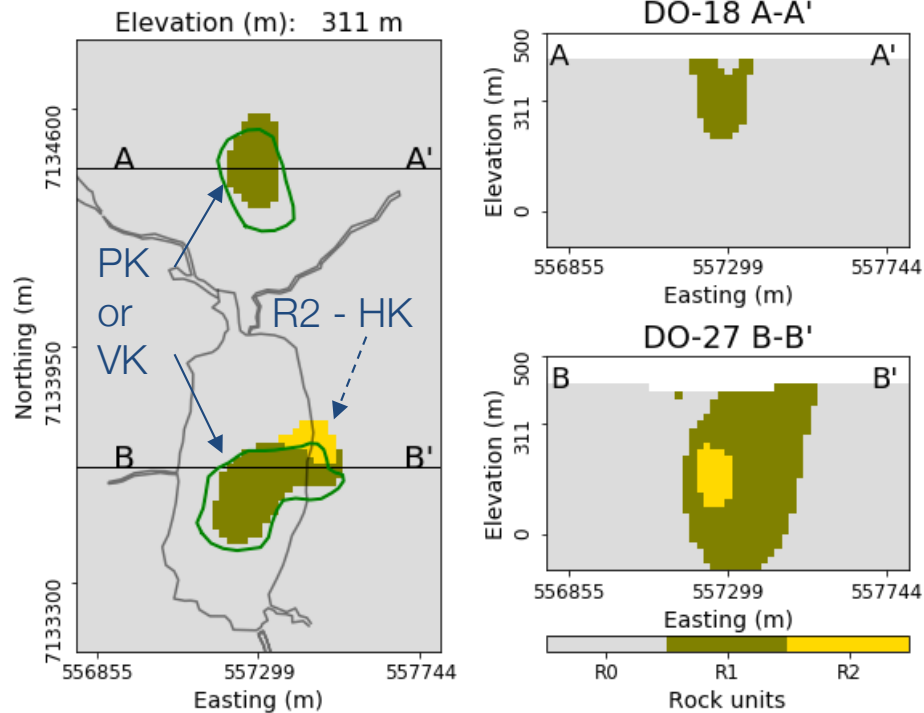 Elevation (m): 311 m
7134600
7133950
7133300
Northing (m)
A
A'
PK
or
VK
R2 - HK
B
B'
556855
557299
557744
Easting (m)
DO-18 A-A'
500
311
0
Elevation (m)
A
A'
556855
557299
557744
Easting (m)
DO-27 B-B'
500
311
0
Elevation (m)
B
B'
556855
557299
557744
Easting (m)
R0
R1
R2
Rock units